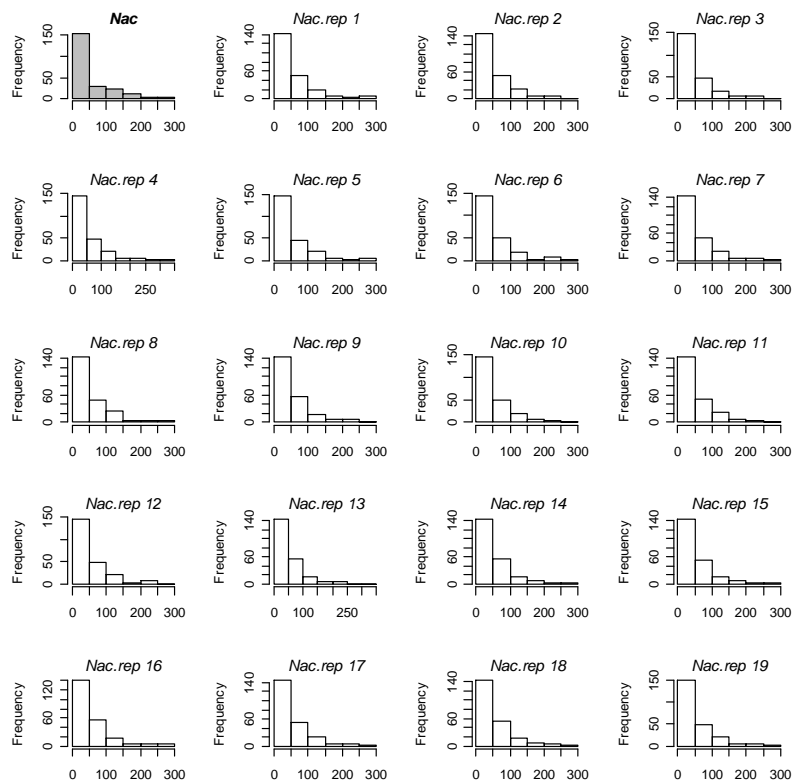 Nac
Frequency
0 50 150
0 100 200 300
Nac.rep 1
Frequency
0 60 140
0 100 200 300
Nac.rep 2
Frequency
0 60 140
0 100 200 300
Nac.rep 3
Frequency
0 50 150
0 100 200 300
Nac.rep 4
Frequency
0 50 150
0 100 250
Nac.rep 5
Frequency
0 50 150
0 100 200 300
Nac.rep 6
Frequency
0 50 150
0 100 200 300
Nac.rep 7
Frequency
0 60 140
0 100 200 300
Nac.rep 8
Frequency
0 60 140
0 100 200 300
Nac.rep 9
Frequency
0 60 140
0 100 200 300
Nac.rep 10
Frequency
0 50 150
0 100 200 300
Nac.rep 11
Frequency
0 60 140
0 100 200 300
Nac.rep 12
Frequency
0 50 150
0 100 200 300
Nac.rep 13
Frequency
0 60 140
0 100 250
Nac.rep 14
Frequency
0 60 140
0 100 200 300
Nac.rep 15
Frequency
0 60 140
0 100 200 300
Nac.rep 16
Frequency
0 60 120
0 100 200 300
Nac.rep 17
Frequency
0 60 140
0 100 200 300
Nac.rep 18
Frequency
0 60 140
0 100 200 300
Nac.rep 19
Frequency
0 50 150
0 100 200 300